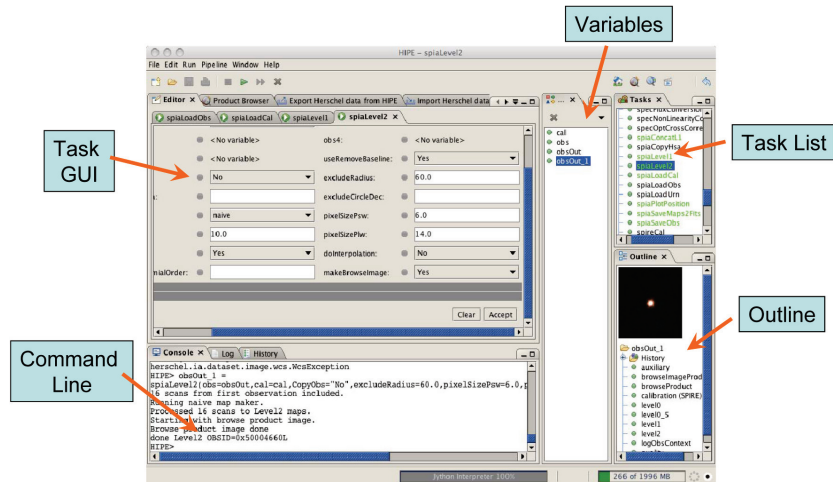 Variables
HIPE – spiaLevel2
File Edit Run Pipeline Window Help
Editor × Product Browser Export Herschel data from HIPE Import Herschel data
spiaLoadObs spiaLoadCal spiaLevel1 spiaLevel2 ×
<No variable> obs4: <No variable>
<No variable> useRemoveBaseline: Yes
No excludeRadius: 60.0
excludeCircleDec:
naive pixelSizePsw: 6.0
10.0 pixelSizePlw: 14.0
Yes doInterpolation: No
mialOrder: makeBrowseImage: Yes
Clear Accept
Task
GUI
... ×
cal
obs
obsOut
obsOut_1
Tasks ×
specNonLinearityCo
specOptCrossCorre
spiaConcatL1
spiaCopyHsa
spiaLevel1
spiaLevel2
spiaLoadCal
spiaLoadObs
spiaLoadUrn
spiaPlotPosition
spiaSaveMaps2Fits
spiaSaveObs
spireCal
Task List
Outline ×
obsOut_1
History
auxiliary
browseImageProd
browseProduct
calibration (SPIRE)
level0
level0_5
level1
level2
logObsContext
Outline
Console × Log History
herschel.ia.dataset.image.wcs.WcsException
HIPE> obsOut_1 =
spiaLevel2(obs=obsOut,cal=cal,CopyObs="No",excludeRadius=60.0,pixelSizePsw=6.0,p
16 scans from first observation included.
Running naive map maker.
Processed 16 scans to Level2 maps.
Starting with browse product image.
Browse product image done
done Level2 OBSID=0x50004660L
HIPE>
Command
Line
Jython Interpreter 100%
266 of 1996 MB